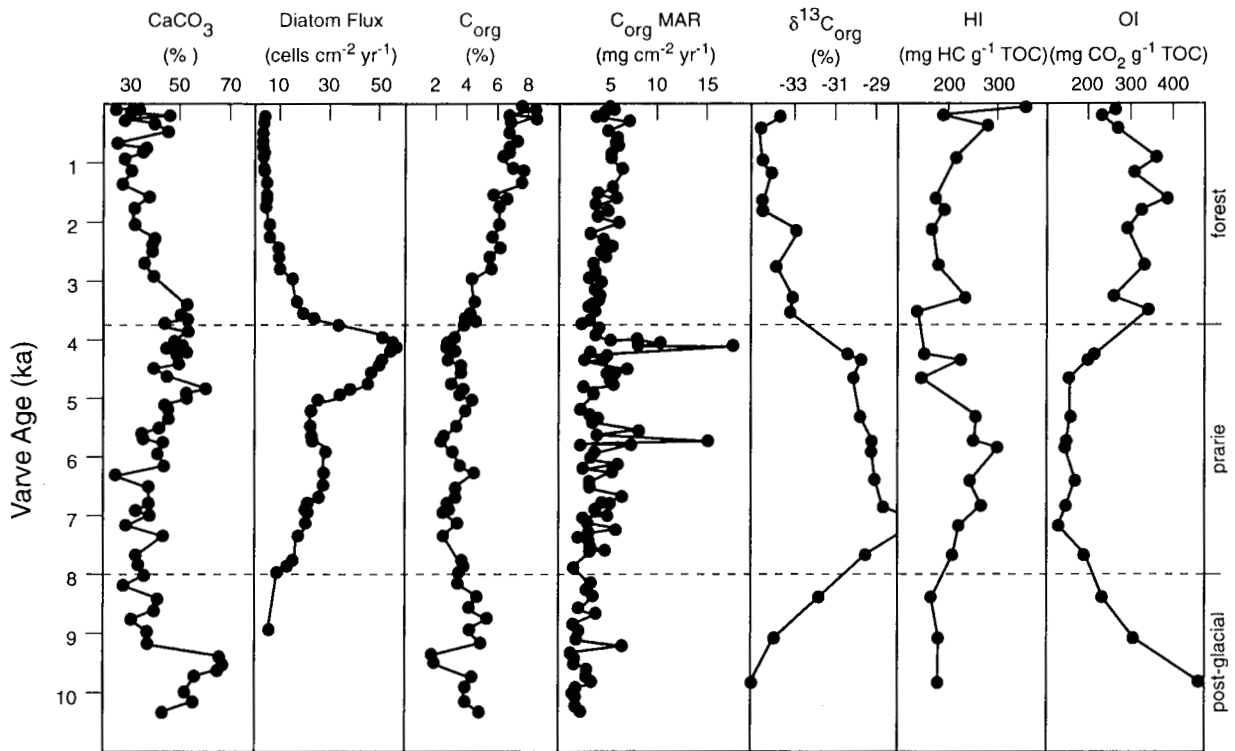 CaCO3 Diatom Flux Corg Corg MAR δ13Corg HI OI
(%) (cells cm-2 yr-1) (%) (mg cm-2 yr-1) (%) (mg HC g-1 TOC) (mg CO2 g-1 TOC)
30 50 70 10 30 50 2 4 6 8 5 10 15 -33 -31 -29 200 300 200 300 400
Varve Age (ka)
1
2
3
4
5
6
7
8
9
10
forest
prarie
post-glacial